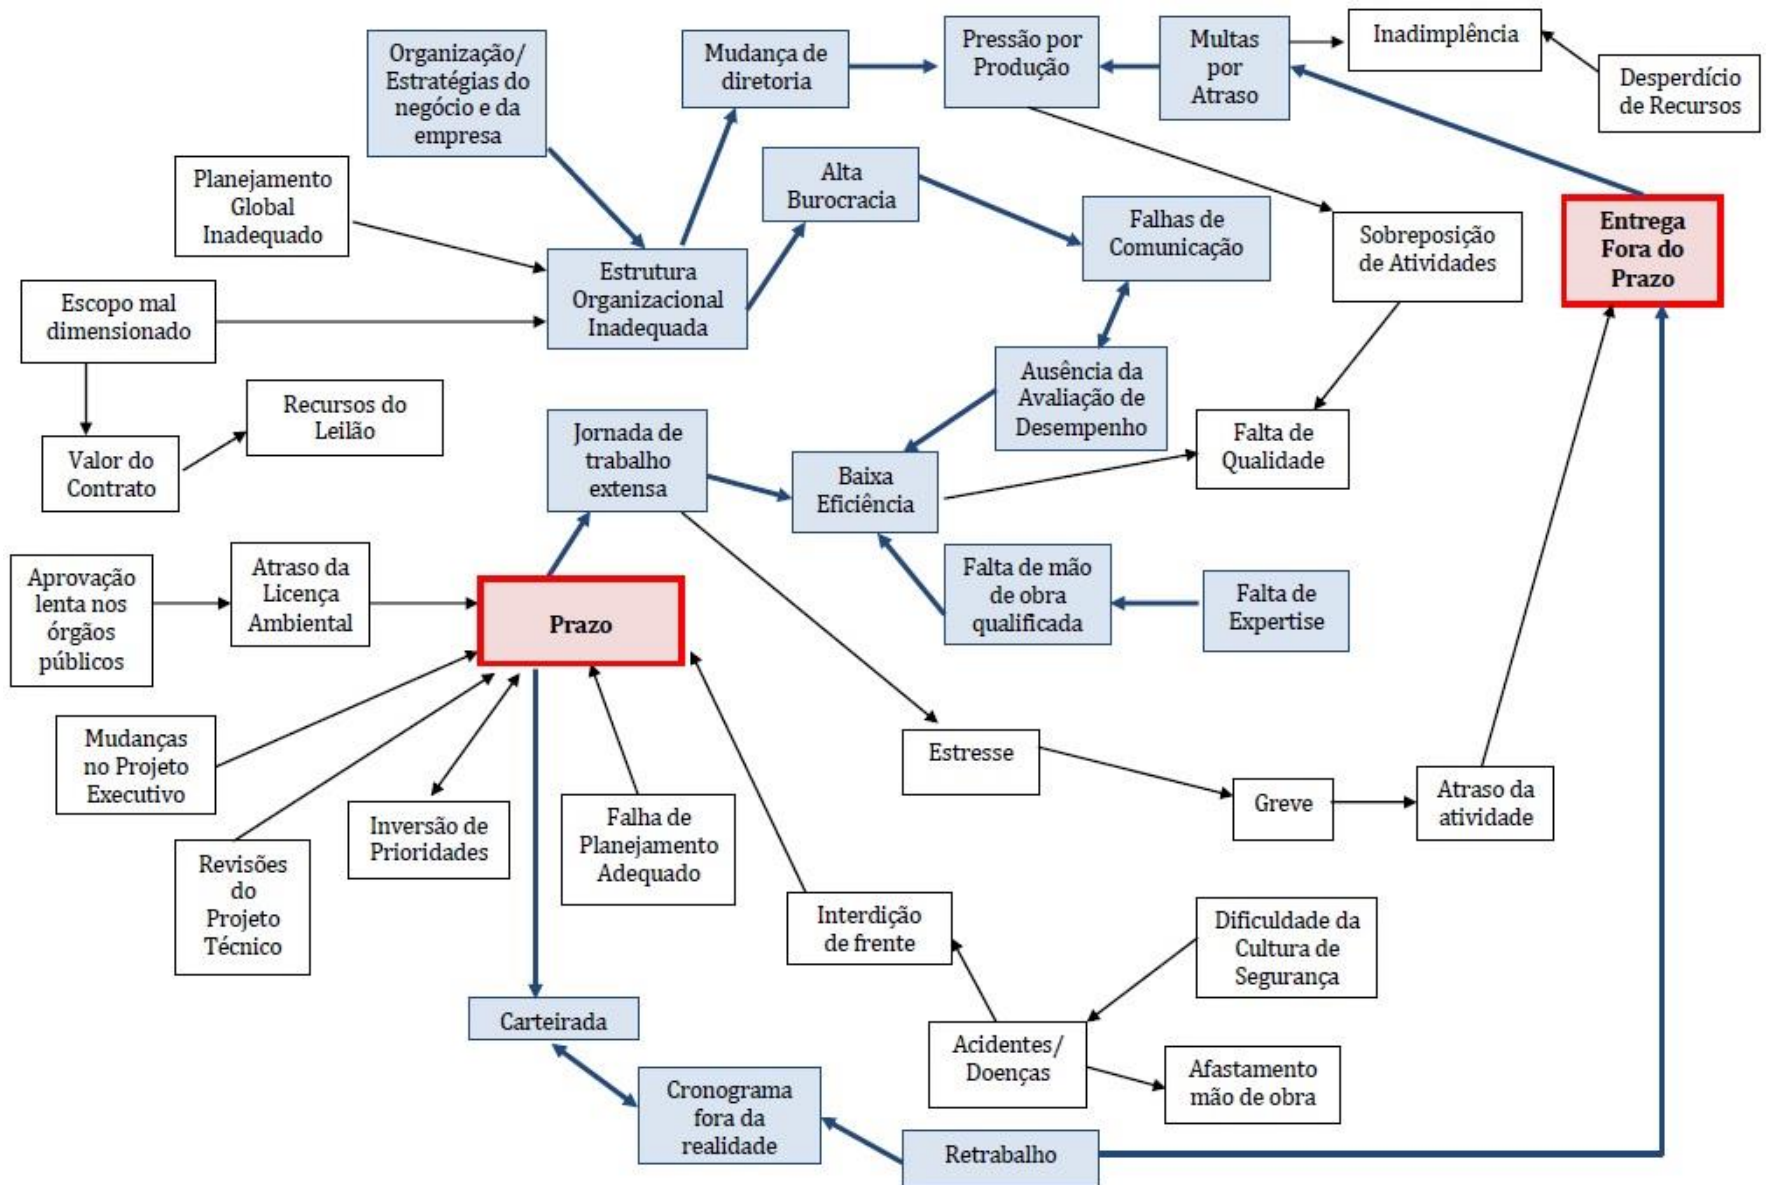 Organização/
Estratégias do
negócio e da
empresa
Mudança de
diretoria
Pressão por
Produção
Multas
por
Atraso
Inadimplência
Desperdício
de Recursos
Planejamento
Global
Inadequado
Alta
Burocracia
Falhas de
Comunicação
Sobreposição
de Atividades
Entrega
Fora do
Prazo
Escopo mal
dimensionado
Estrutura
Organizacional
Inadequada
Ausência da
Avaliação de
Desempenho
Recursos do
Leilão
Valor do
Contrato
Jornada de
trabalho
extensa
Baixa
Eficiência
Falta de
Qualidade
Aprovação
lenta nos
órgãos
públicos
Atraso da
Licença
Ambiental
Prazo
Falta de mão
de obra
qualificada
Falta de
Expertise
Mudanças
no Projeto
Executivo
Estresse
Greve
Atraso da
atividade
Revisões
do
Projeto
Técnico
Inversão de
Prioridades
Falha de
Planejamento
Adequado
Interdição
de frente
Dificuldade da
Cultura de
Segurança
Carteirada
Acidentes/
Doenças
Afastamento
mão de obra
Cronograma
fora da
realidade
Retrabalho